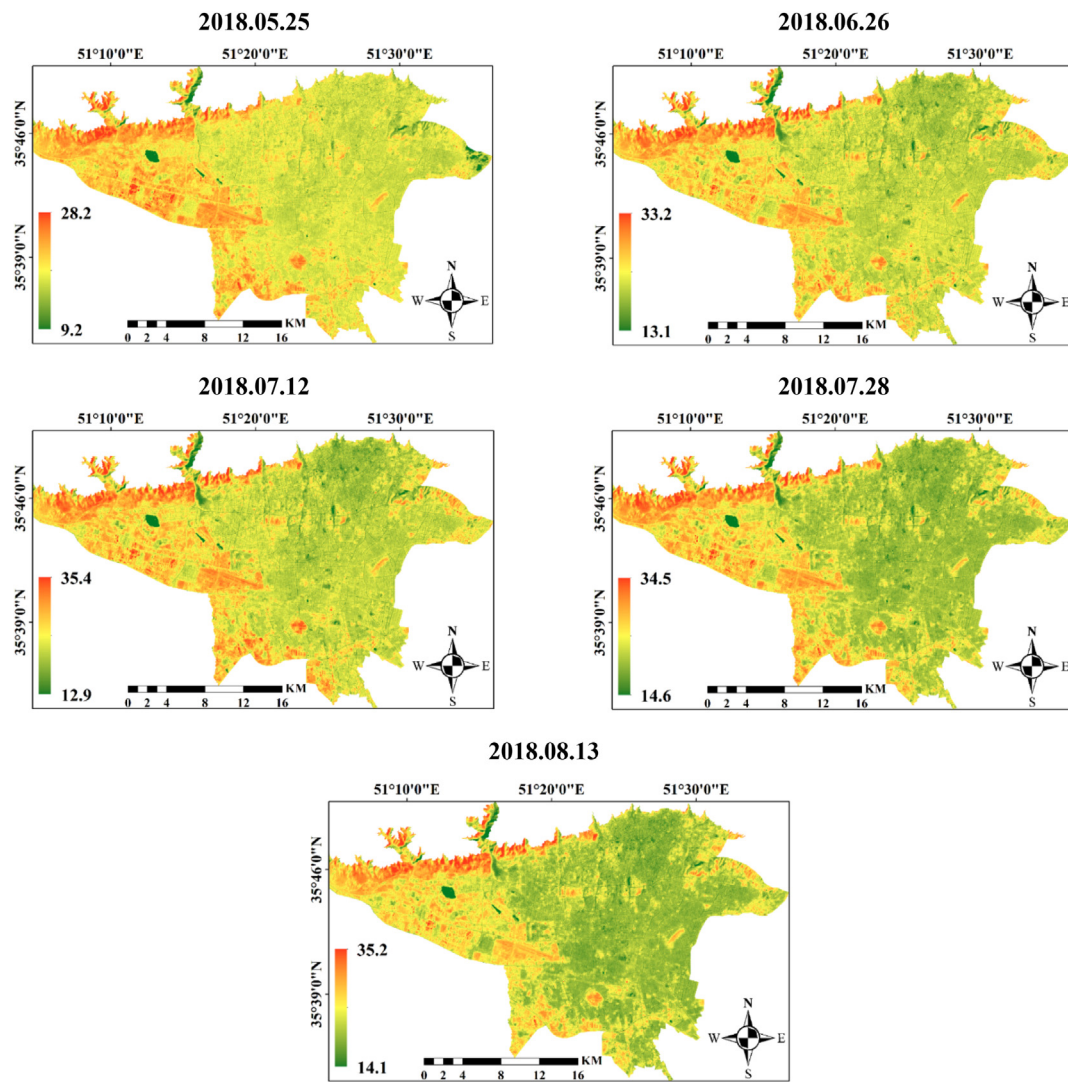 2018.05.25
51°10'0"E 51°20'0"E 51°30'0"E
35°46'0"N
35°39'0"N
28.2
9.2
N
W E
S
KM
0 2 4 8 12 16
2018.06.26
51°10'0"E 51°20'0"E 51°30'0"E
35°46'0"N
35°39'0"N
33.2
13.1
N
W E
S
KM
0 2 4 8 12 16
2018.07.12
51°10'0"E 51°20'0"E 51°30'0"E
35°46'0"N
35°39'0"N
35.4
12.9
N
W E
S
KM
0 2 4 8 12 16
2018.07.28
51°10'0"E 51°20'0"E 51°30'0"E
35°46'0"N
35°39'0"N
34.5
14.6
N
W E
S
KM
0 2 4 8 12 16
2018.08.13
51°10'0"E 51°20'0"E 51°30'0"E
35°46'0"N
35°39'0"N
35.2
14.1
N
W E
S
KM
0 2 4 8 12 16